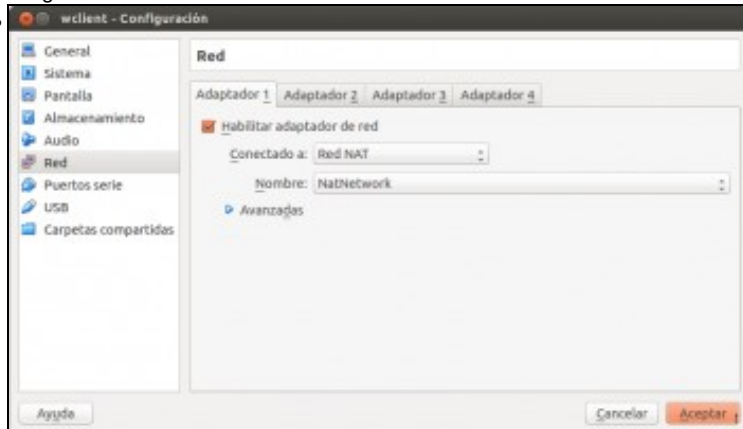 wclient - Configuración
General
Sistema
Pantalla
Almacenamiento
Audio
Red
Puertos serie
USB
Carpetas compartidas
Red
Adaptador 1 Adaptador 2 Adaptador 3 Adaptador 4
Habilitar adaptador de red
Conectado a: Red NAT
Nombre: NatNetwork
Avanzadas
Ayuda
Cancelar
Aceptar